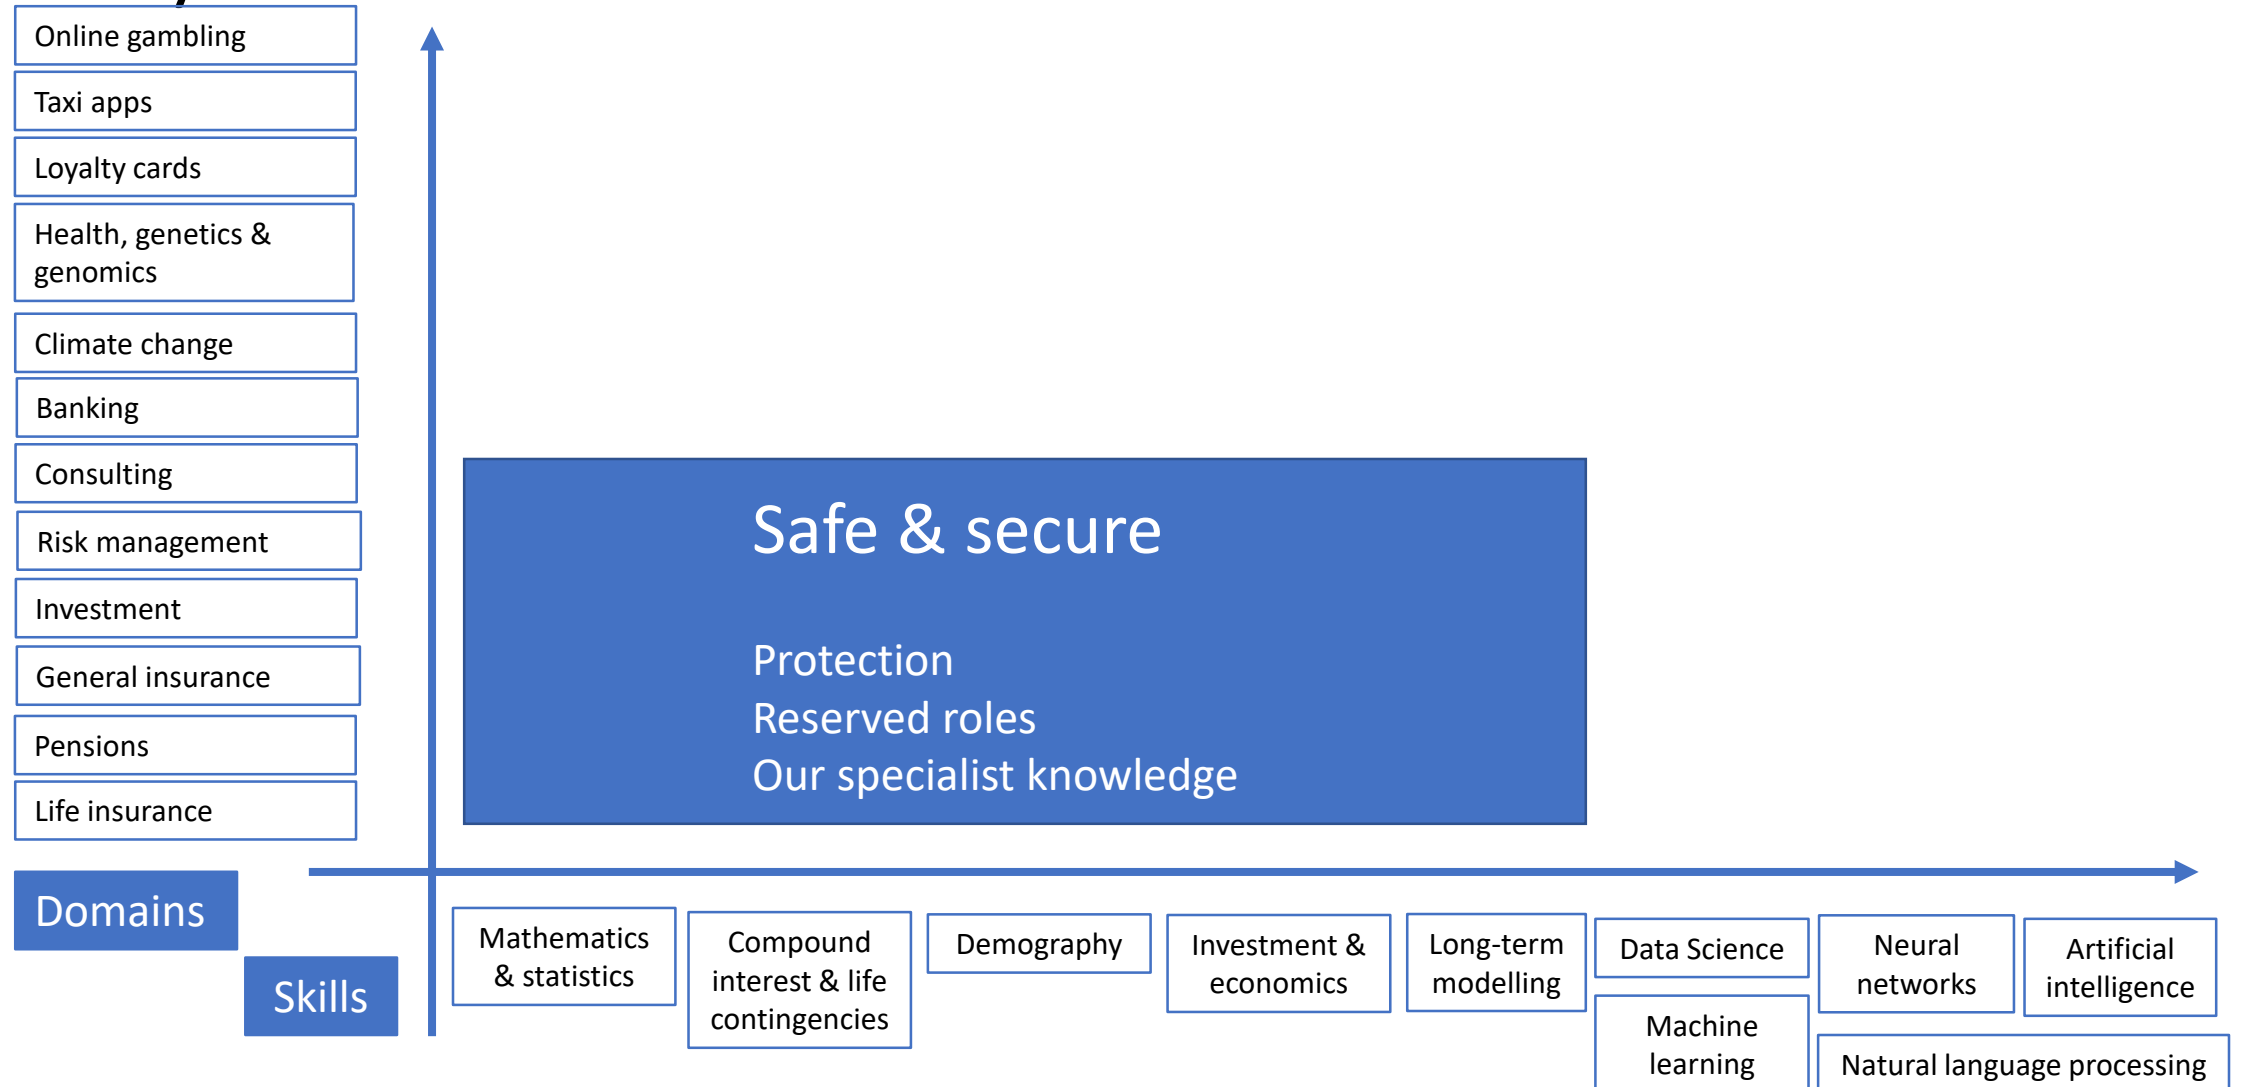 Online gambling
Taxi apps
Loyalty cards
Health, genetics &
genomics
Climate change
Banking
Consulting
Risk management
Investment
General insurance
Pensions
Life insurance
Safe & secure
Protection
Reserved roles
Our specialist knowledge
Domains
Skills
Mathematics
& statistics
Compound
interest & life
contingencies
Demography
Investment &
economics
Long-term
modelling
Data Science
Machine
learning
Neural
networks
Artificial
intelligence
Natural language processing